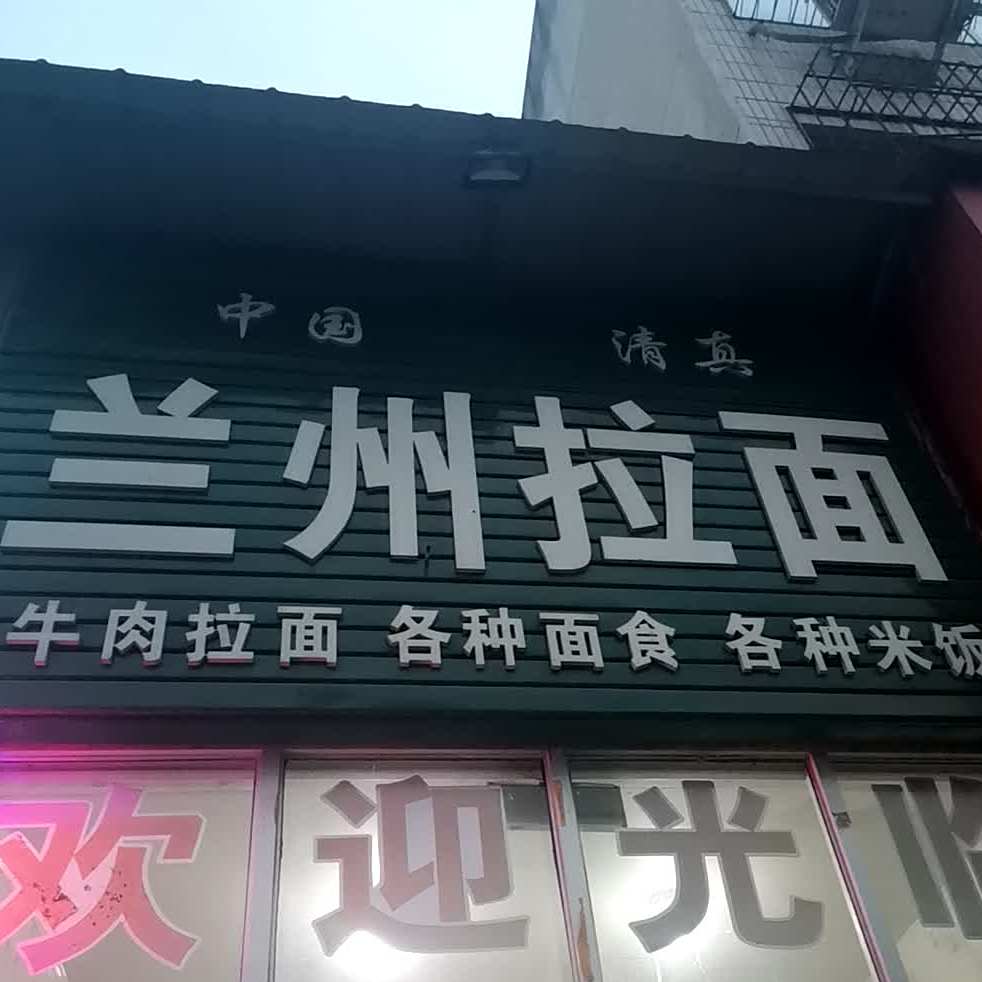 中国 清真
兰州拉面
牛肉拉面 各种面食 各种米饭
欢迎光临